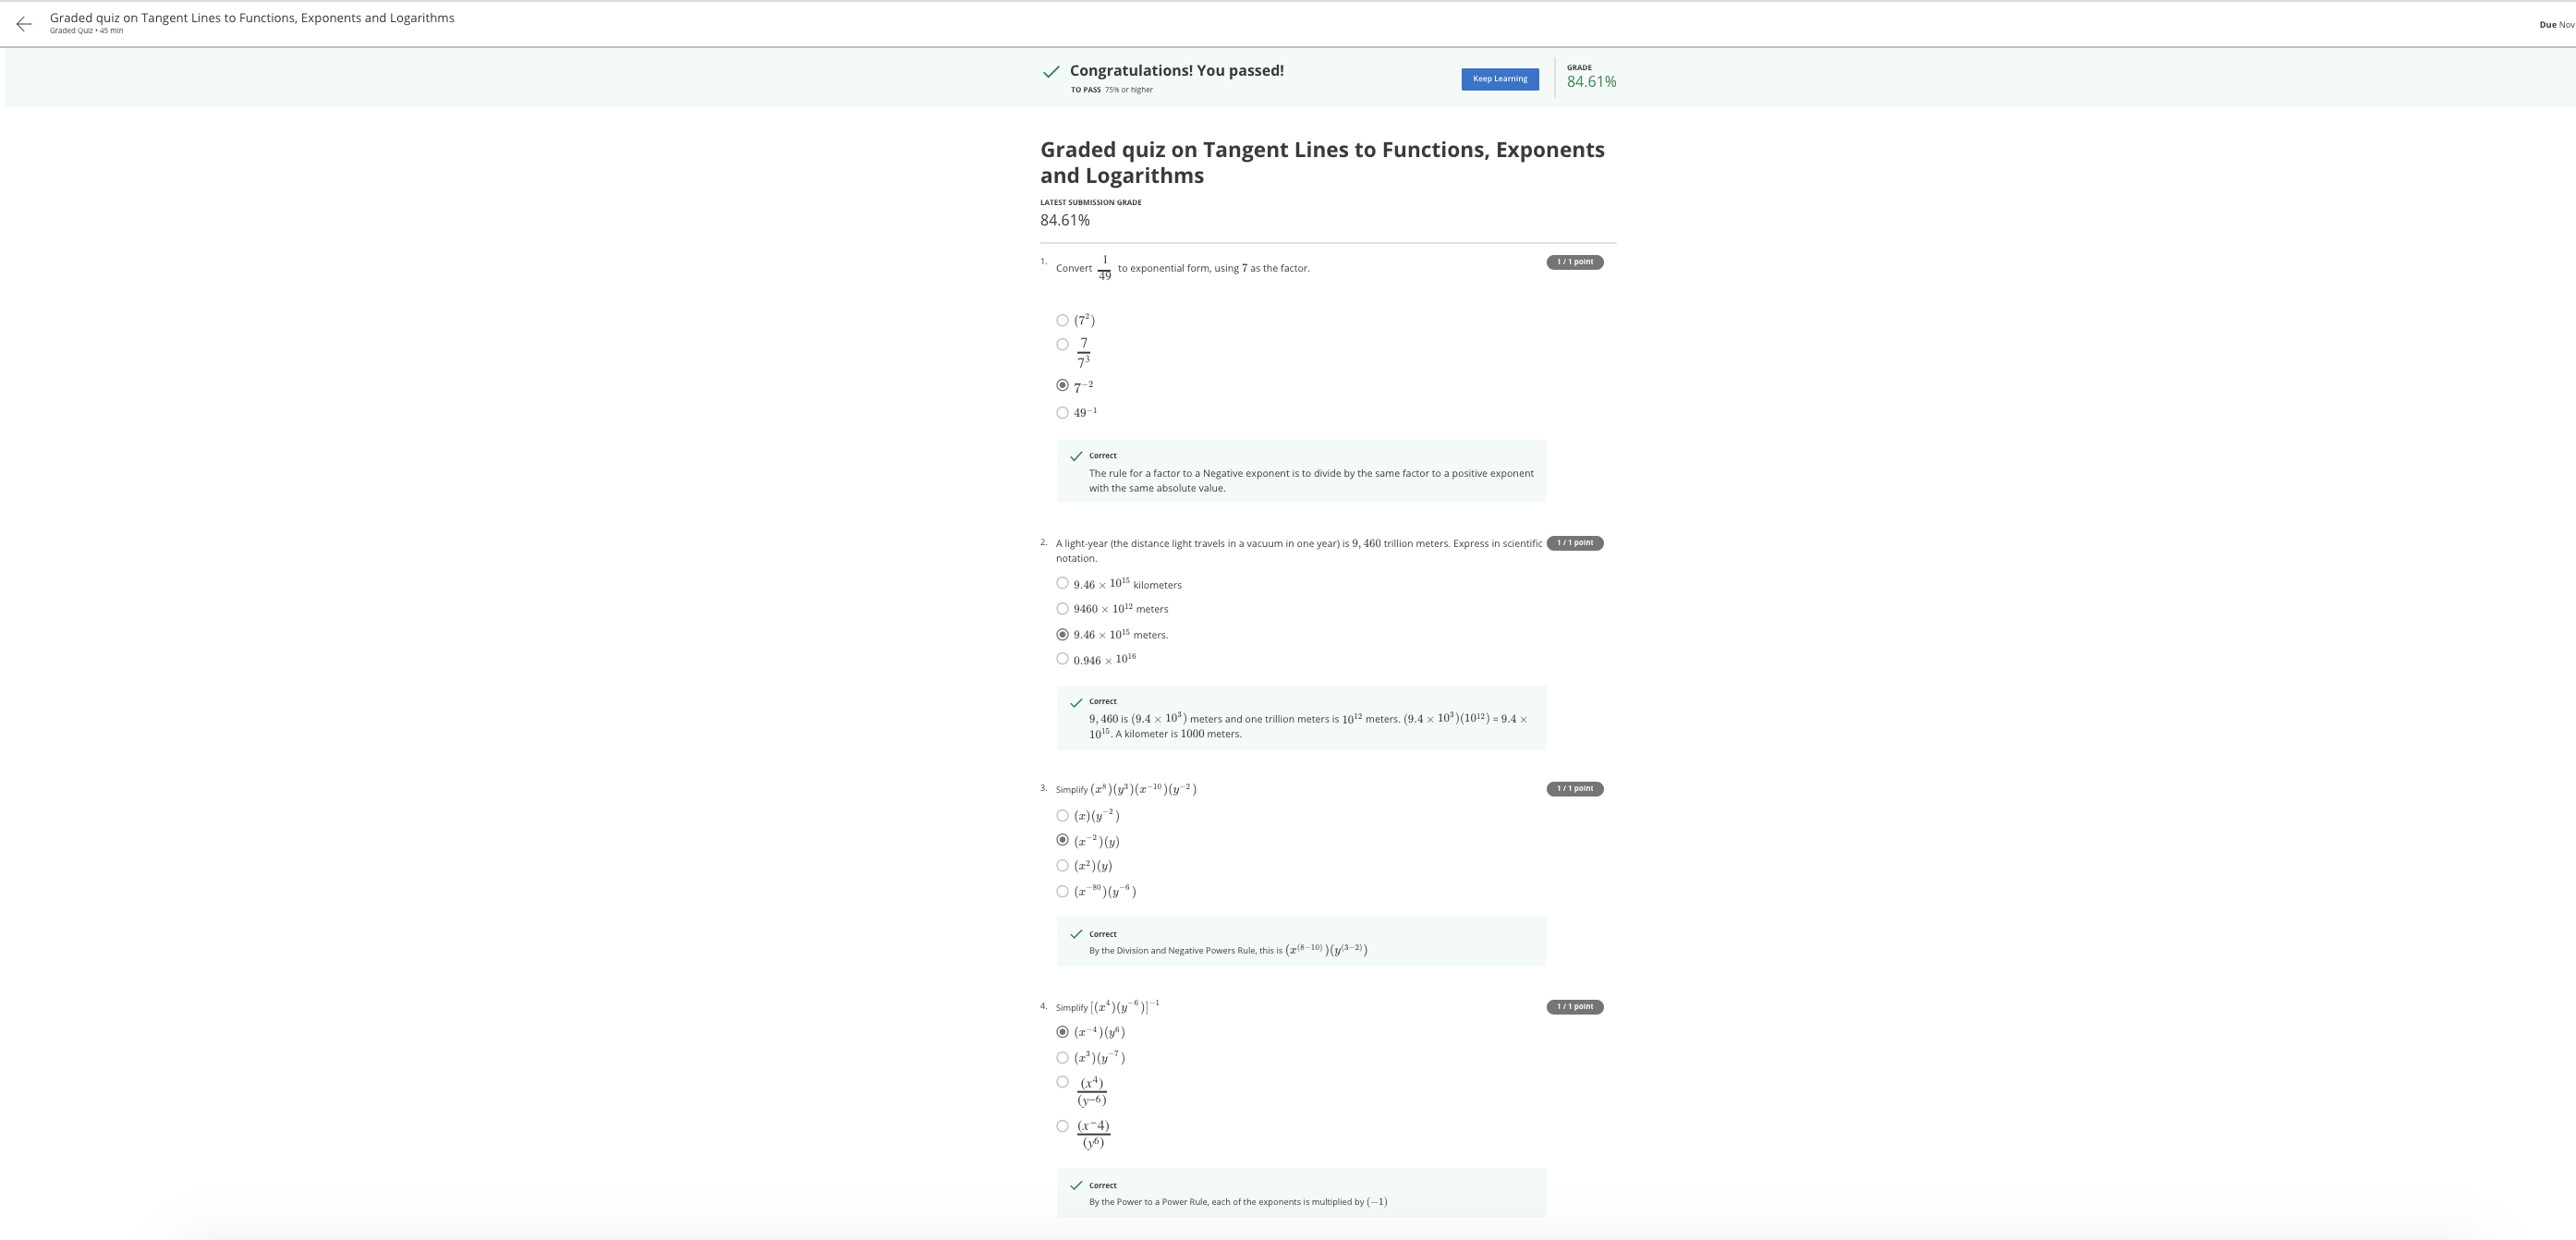 Graded quiz on Tangent Lines to Functions, Exponents and Logarithms
Graded Quiz • 45 min
Due Nov
Congratulations! You passed!
TO PASS 75% or higher
Keep Learning
GRADE
84.61%
Graded quiz on Tangent Lines to Functions, Exponents
and Logarithms
LATEST SUBMISSION GRADE
84.61%
1. Convert \frac{1}{49} to exponential form, using 7 as the factor.
1 / 1 point
(7^2)
\frac{7}{7^3}
7^{-2}
49^{-1}
Correct
The rule for a factor to a Negative exponent is to divide by the same factor to a positive exponent
with the same absolute value.
2. A light-year (the distance light travels in a vacuum in one year) is 9,460 trillion meters. Express in scientific
notation.
1 / 1 point
9.46 × 10^{15} kilometers
9460 × 10^{12} meters
9.46 × 10^{15} meters.
0.946 × 10^{16}
Correct
9,460 is (9.4 × 10^3) meters and one trillion meters is 10^{12} meters. (9.4 × 10^3)(10^{12}) = 9.4 ×
10^{15}. A kilometer is 1000 meters.
3. Simplify (x^8)(y^3)(x^{-10})(y^{-2})
1 / 1 point
(x)(y^{-2})
(x^{-2})(y)
(x^2)(y)
(x^{-80})(y^{-6})
Correct
By the Division and Negative Powers Rule, this is (x^{(8-10)})(y^{(3-2)})
4. Simplify [(x^4)(y^{-6})]^{-1}
1 / 1 point
(x^{-4})(y^6)
(x^3)(y^{-7})
\frac{(x^4)}{(y^{-6})}
\frac{(x^-4)}{(y^6)}
Correct
By the Power to a Power Rule, each of the exponents is multiplied by (−1)